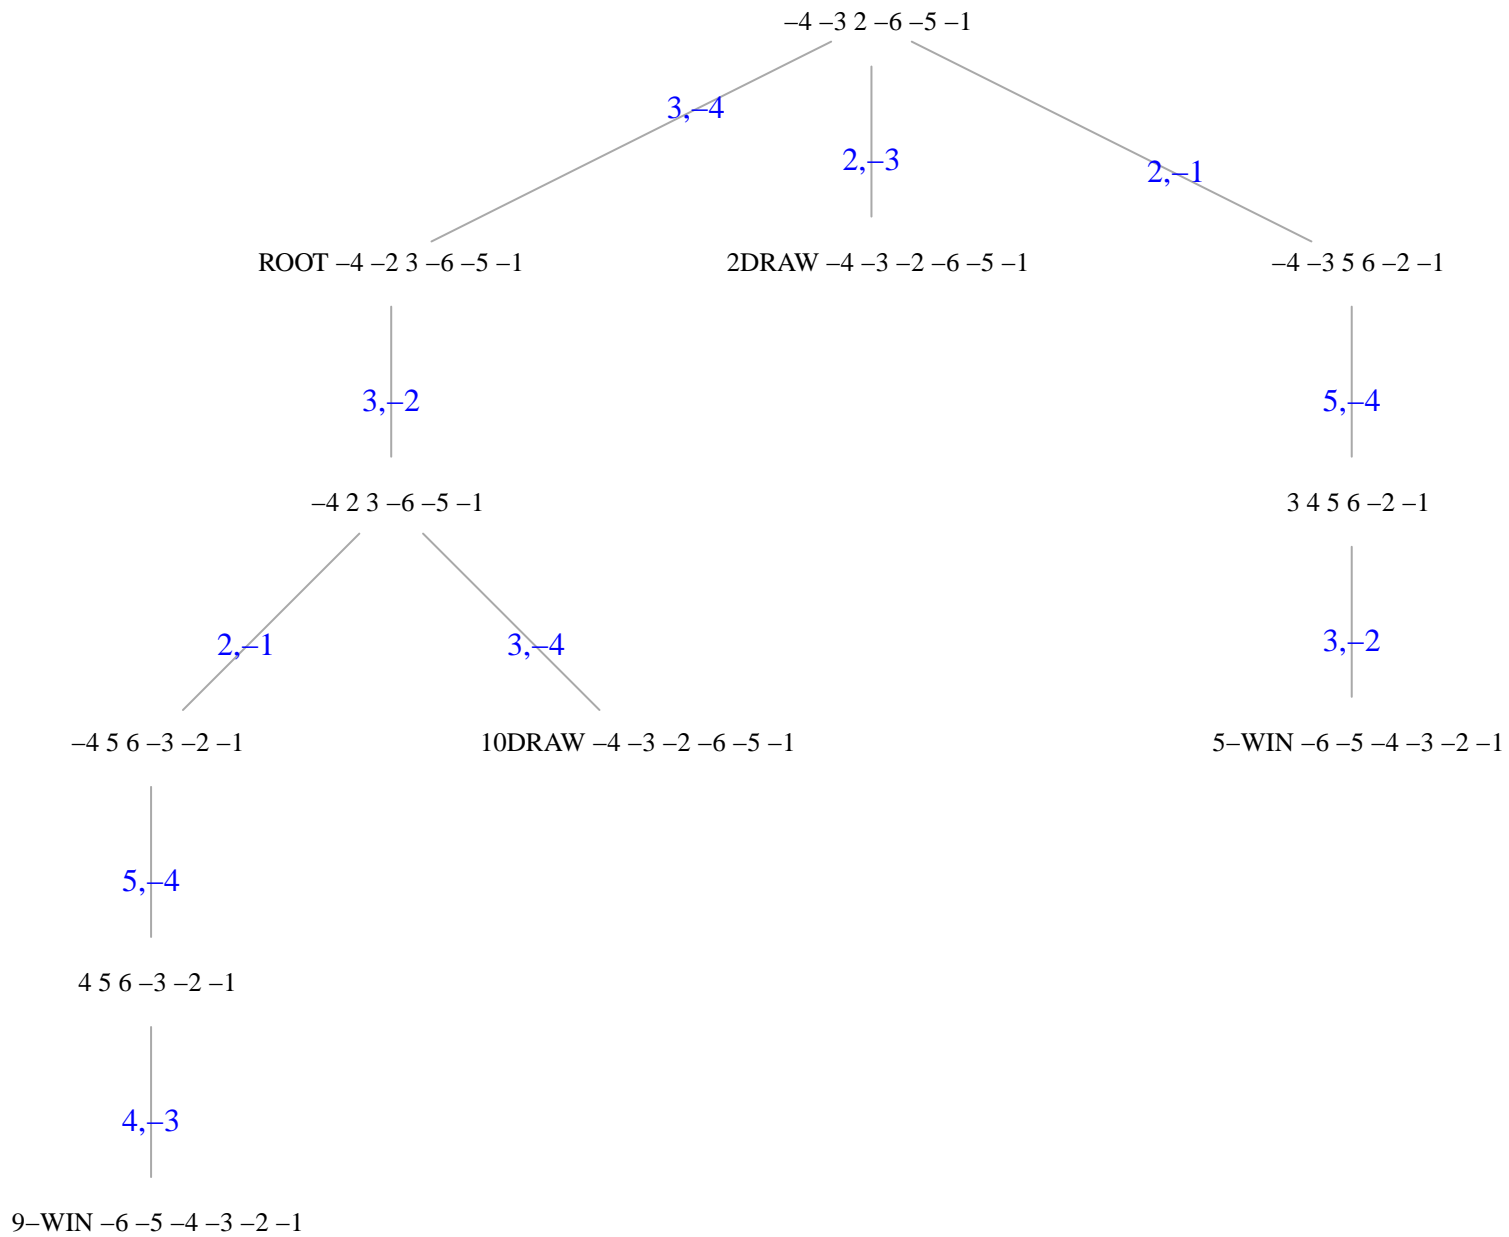 –4 –3 2 –6 –5 –1
3,–4
2,–3
2,–1
ROOT –4 –2 3 –6 –5 –1
2DRAW –4 –3 –2 –6 –5 –1
–4 –3 5 6 –2 –1
3,–2
5,–4
–4 2 3 –6 –5 –1
3 4 5 6 –2 –1
2,–1
3,–4
3,–2
–4 5 6 –3 –2 –1
10DRAW –4 –3 –2 –6 –5 –1
5–WIN –6 –5 –4 –3 –2 –1
5,–4
4 5 6 –3 –2 –1
4,–3
9–WIN –6 –5 –4 –3 –2 –1